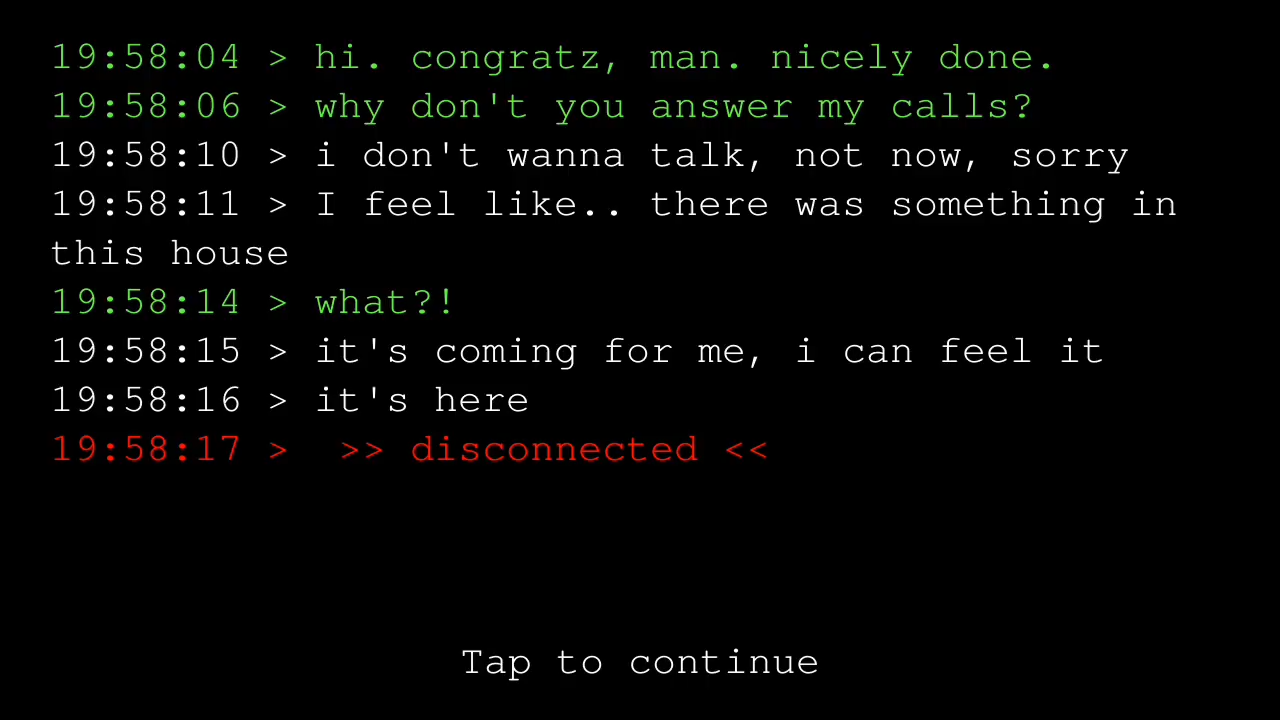 19:58:04 > hi. congratz, man. nicely done.
19:58:06 > why don't you answer my calls?
19:58:10 > i don't wanna talk, not now, sorry
19:58:11 > I feel like.. there was something in
this house
19:58:14 > what?!
19:58:15 > it's coming for me, i can feel it
19:58:16 > it's here
19:58:17 >  >> disconnected <<
Tap to continue